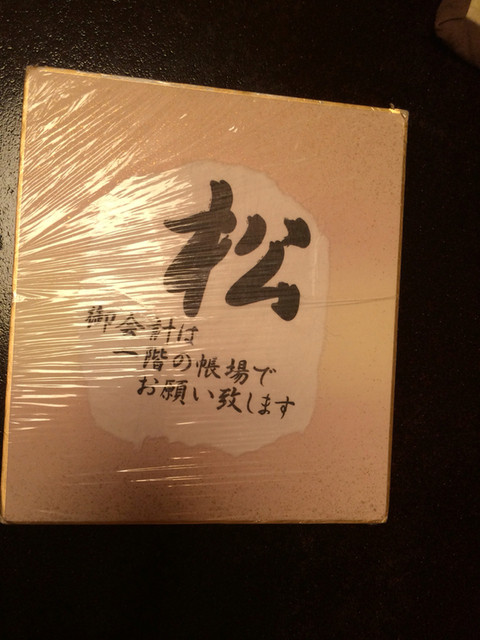 松
御会計は
一階の帳場で
お願い致します